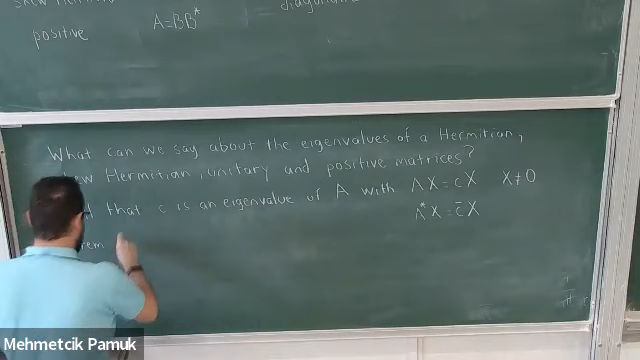 positive A=BB*
What can we say about the eigenvalues of a Hermitian,
Hermitian, unitary and positive matrices?
that c is an eigenvalue of A with AX=cX X≠0
A*X=c̄X
Mehmetcik Pamuk